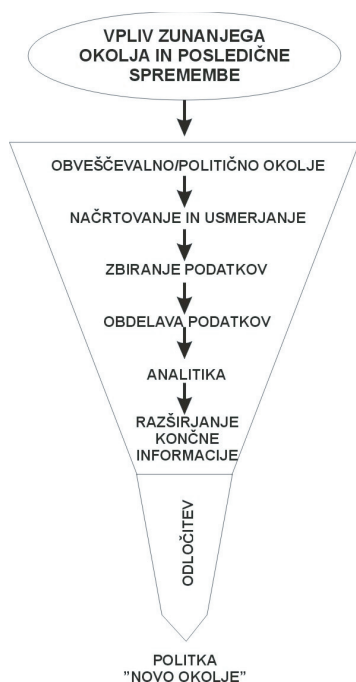 VPLIV ZUNANJEGA
OKOLJA IN POSLEDIČNE
SPREMEMBE
OBVEŠČEVALNO/POLITIČNO OKOLJE
NAČRTOVANJE IN USMERJANJE
ZBIRANJE PODATKOV
OBDELAVA PODATKOV
ANALITIKA
RAZŠIRJANJE
KONČNE
INFORMACIJE
ODLOČITEV
POLITKA
"NOVO OKOLJE"